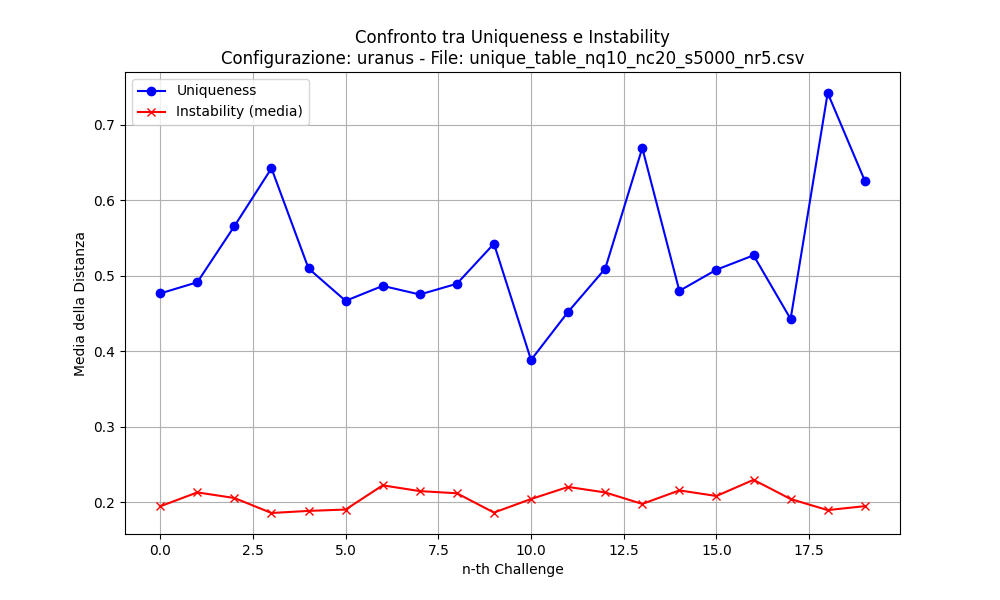 Confronto tra Uniqueness e Instability
Configurazione: uranus - File: unique_table_nq10_nc20_s5000_nr5.csv
Uniqueness
Instability (media)
Media della Distanza
0.7
0.6
0.5
0.4
0.3
0.2
0.0 2.5 5.0 7.5 10.0 12.5 15.0 17.5
n-th Challenge